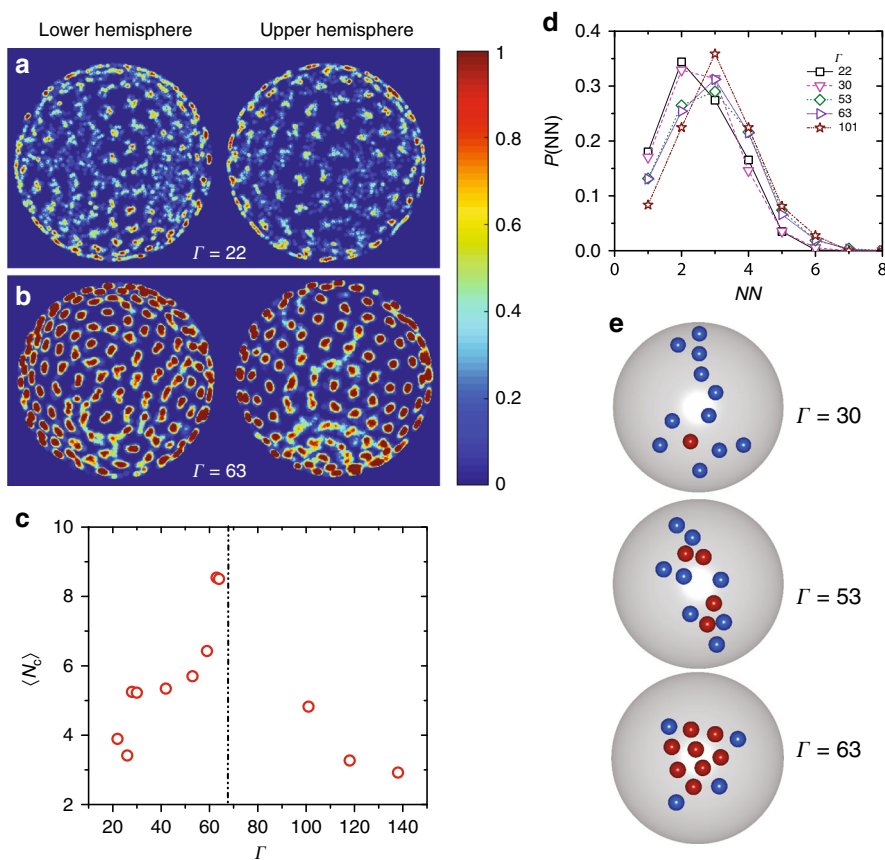 Lower hemisphere Upper hemisphere
a
Γ = 22
b
Γ = 63
1
0.8
0.6
0.4
0.2
0
c
10
8
6
4
2
⟨Nc⟩
20 40 60 80 100 120 140
Γ
d
0.4
0.3
0.2
0.1
0.0
P(NN)
Γ
22
30
53
63
101
0 2 4 6 8
NN
e
Γ = 30
Γ = 53
Γ = 63